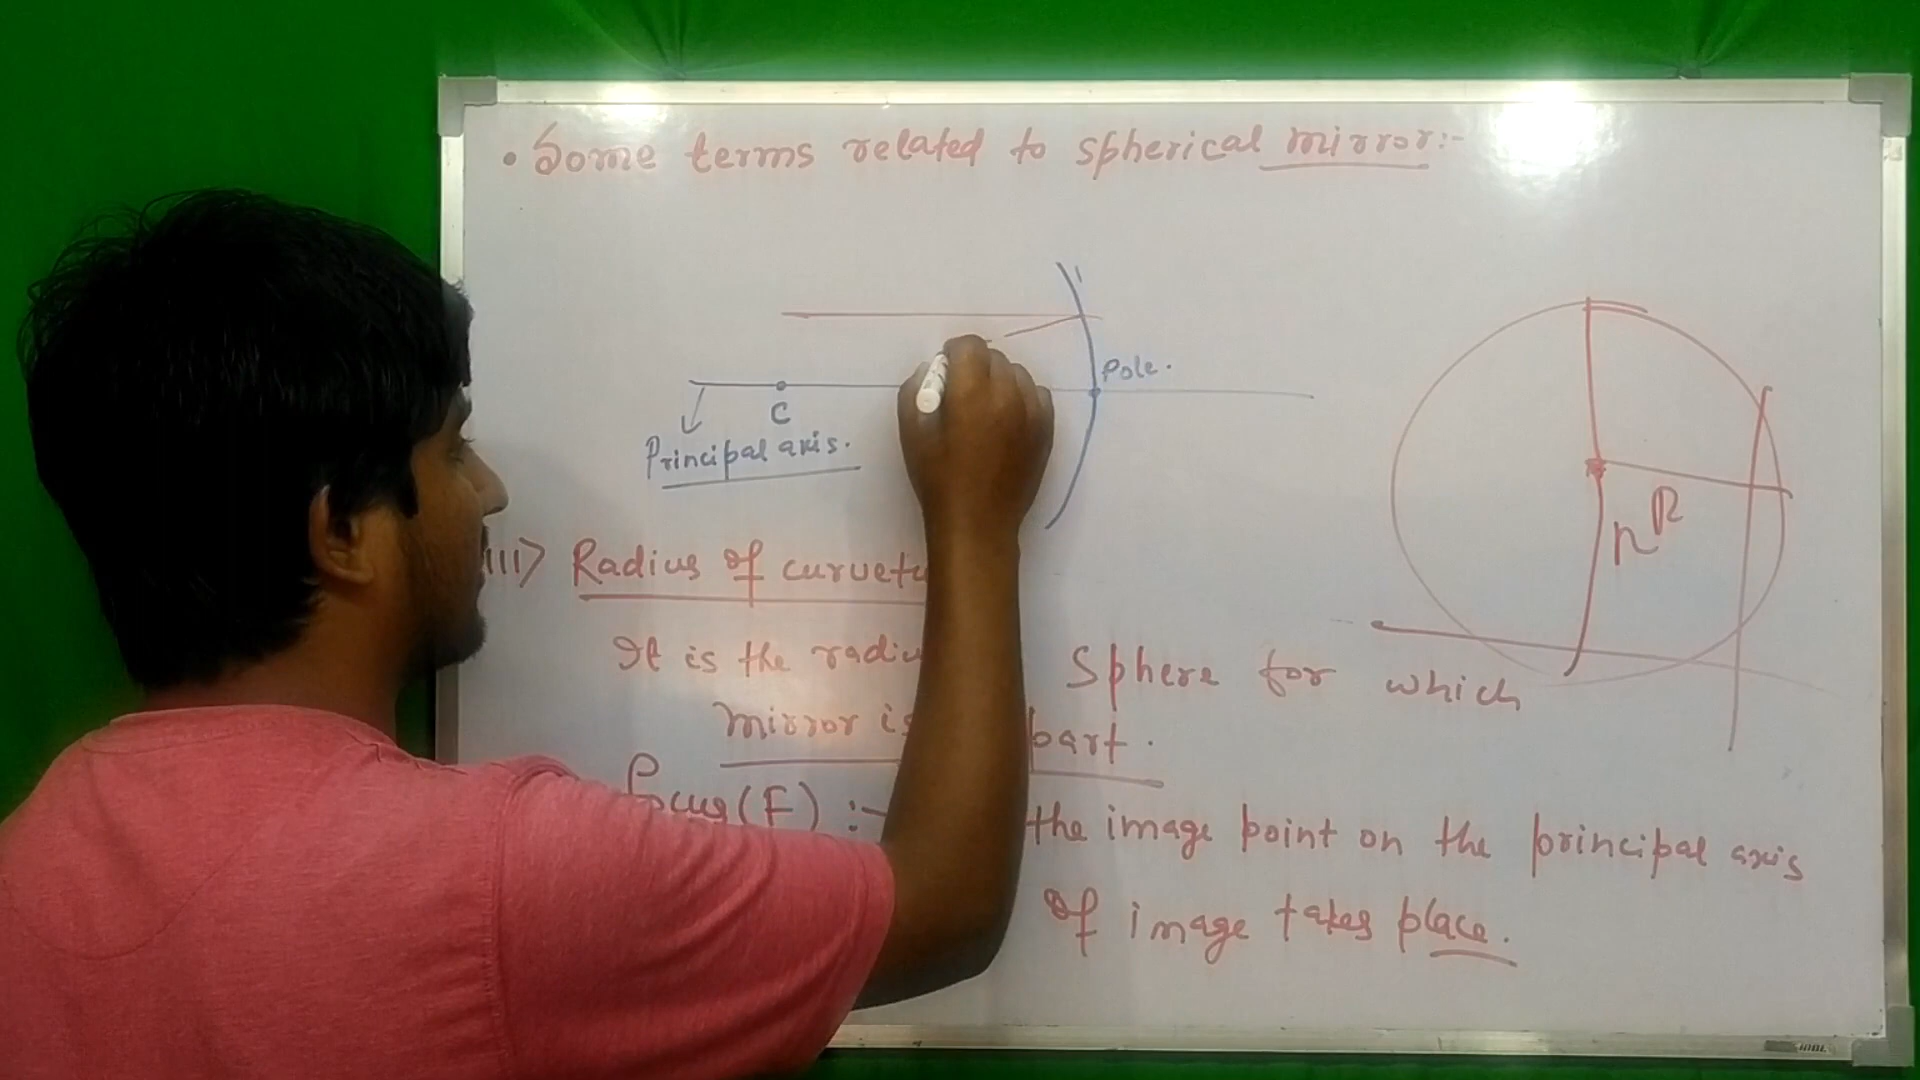 • Some terms related to spherical mirror:-
Pole.
C
Principal axis.
R
III) Radius of curvetu
It is the radiu Sphere for which
mirror is part.
focus (F) :- the image point on the principal axis
of image takes place.